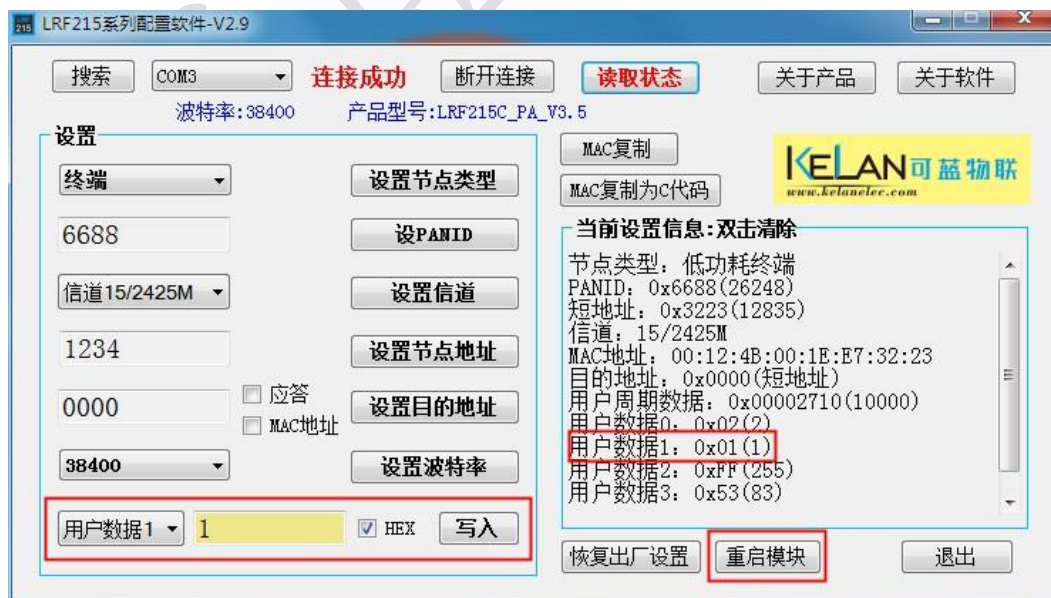 LRF215系列配置软件-V2.9
搜索 COM3 连接成功 断开连接 读取状态 关于产品 关于软件
波特率:38400 产品型号:LRF215C_PA_V3.5
设置
终端 设置节点类型
6688 设PANID
信道15/2425M 设置信道
1234 设置节点地址
0000 应答 MAC地址 设置目的地址
38400 设置波特率
用户数据1 1 HEX 写入
MAC复制
MAC复制为C代码
KELAN可蓝物联
www.kelanelec.com
当前设置信息:双击清除
节点类型: 低功耗终端
PANID: 0x6688(26248)
短地址: 0x3223(12835)
信道: 15/2425M
MAC地址: 00:12:4B:00:1E:E7:32:23
目的地址: 0x0000(短地址)
用户周期数据: 0x00002710(10000)
用户数据0: 0x02(2)
用户数据1: 0x01(1)
用户数据2: 0xFF(255)
用户数据3: 0x53(83)
恢复出厂设置 重启模块 退出